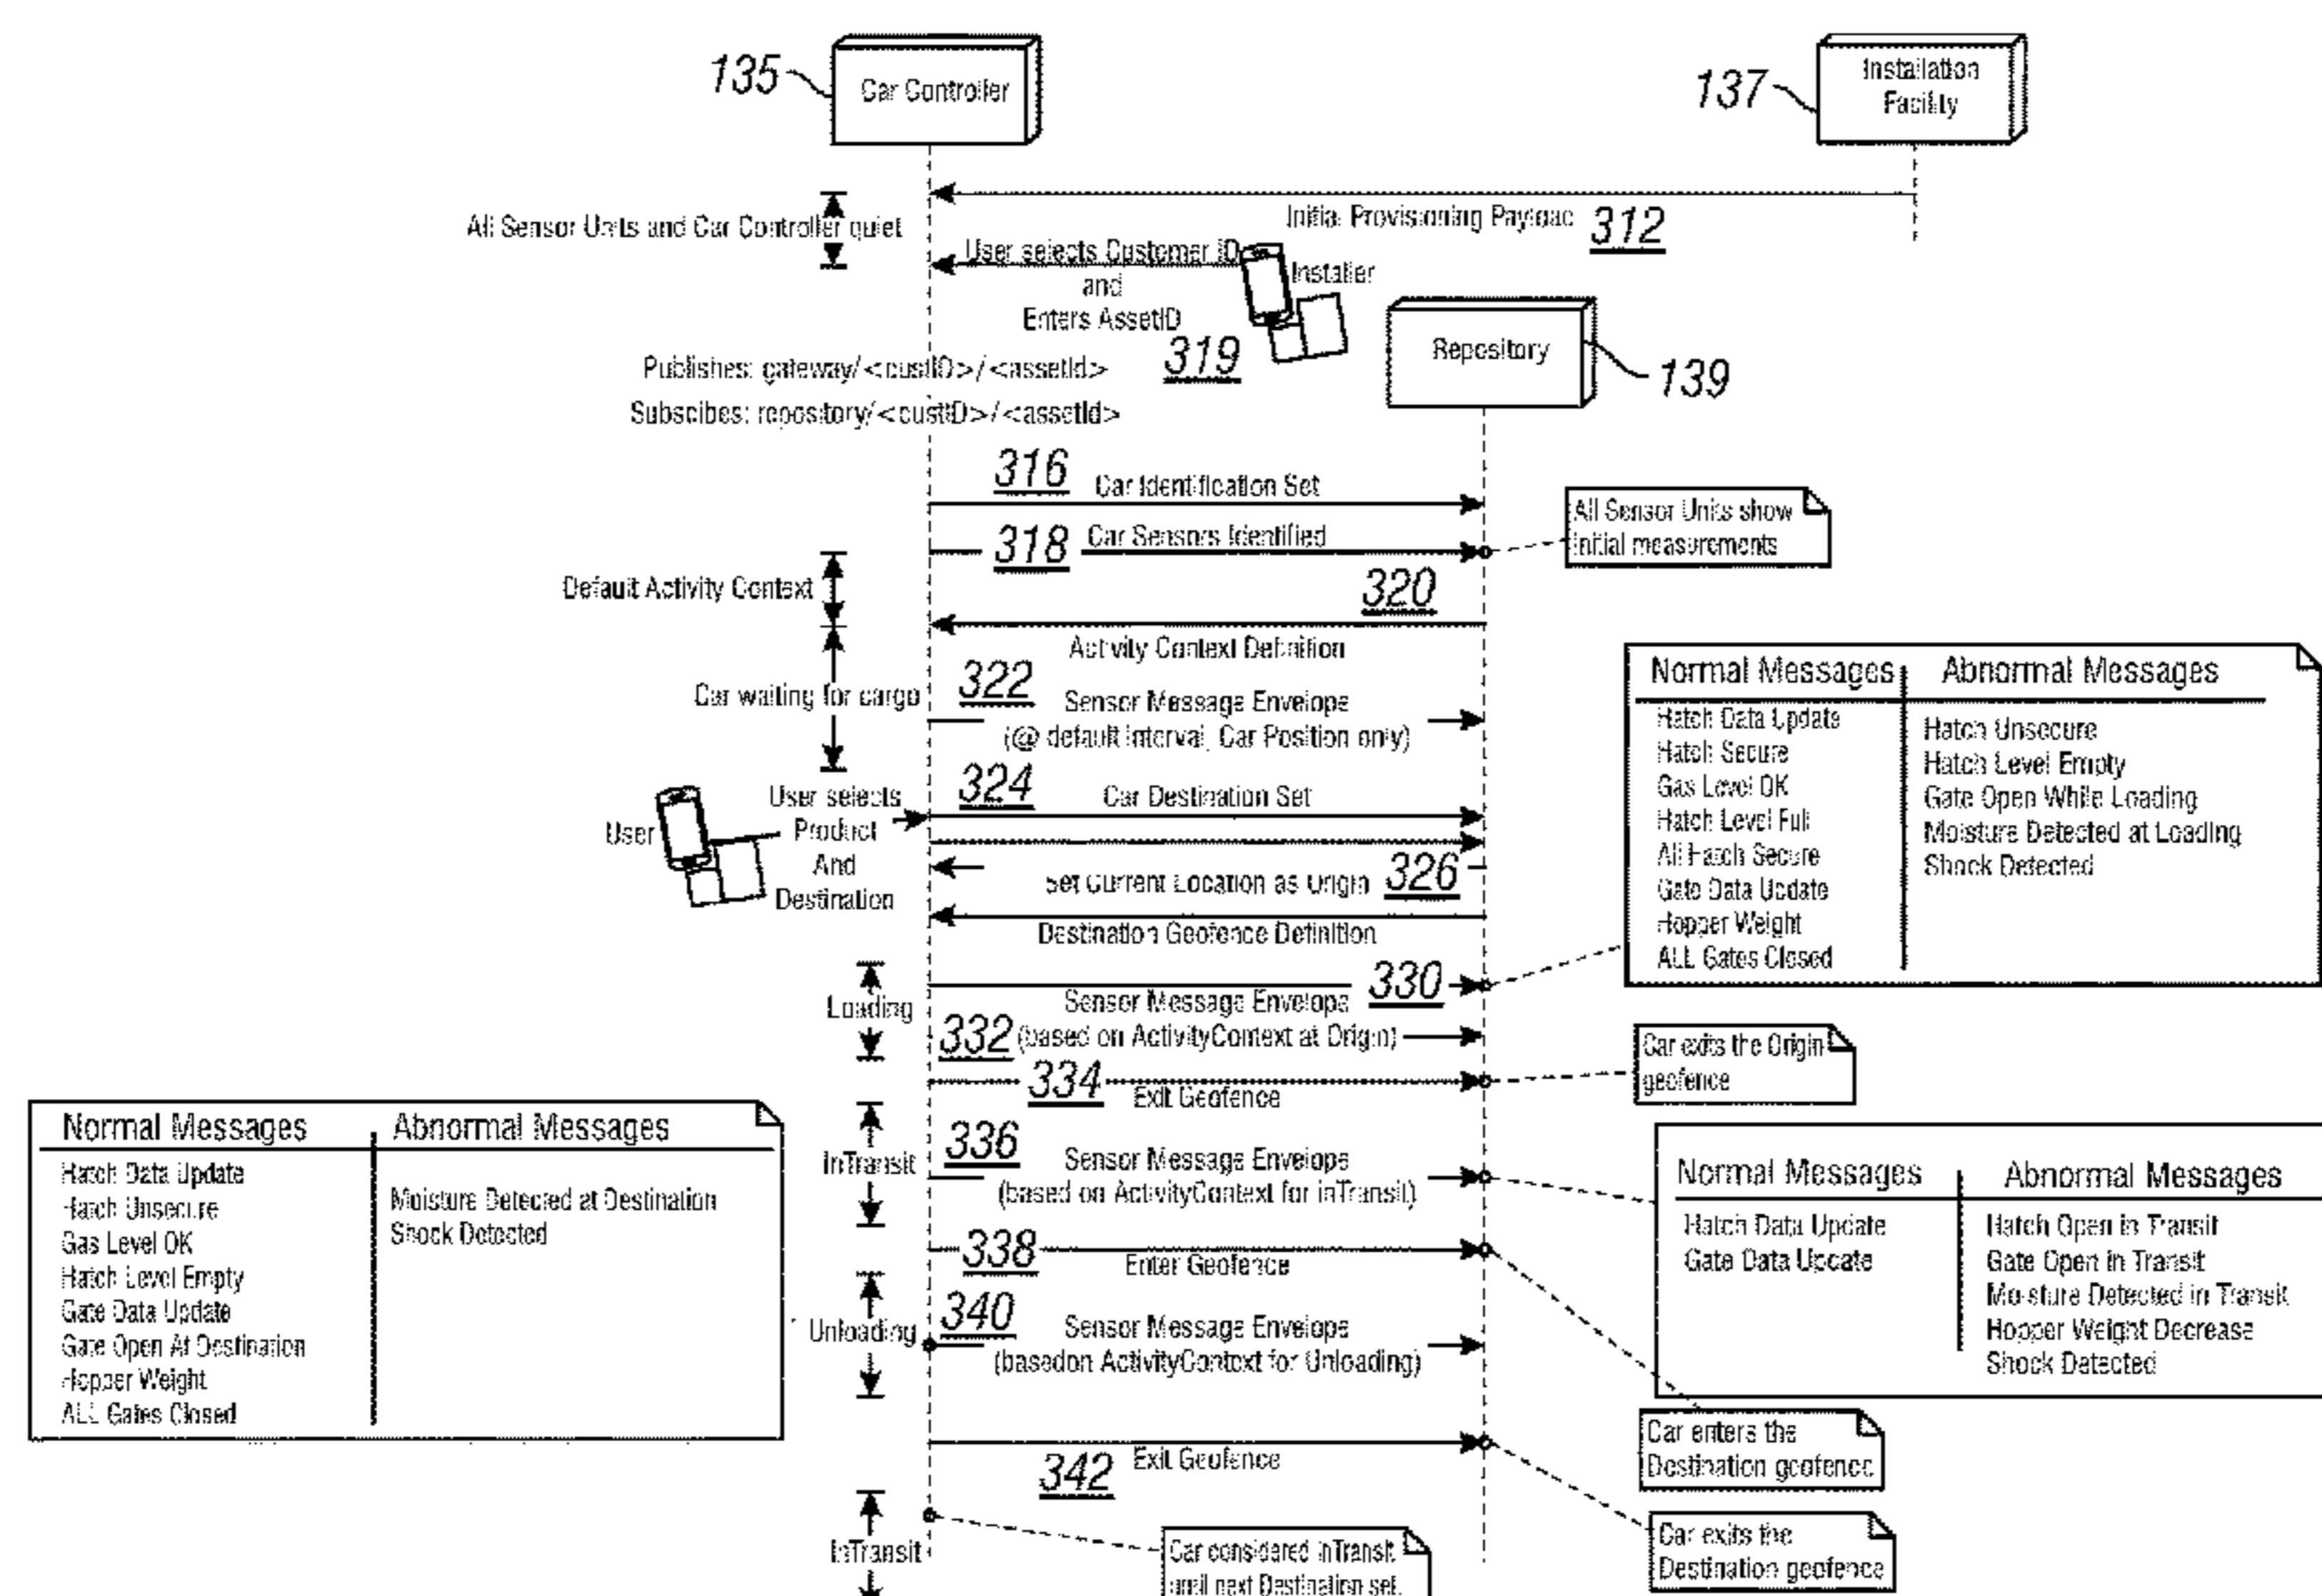 135
Car Controller
137
Installation
Facility
All Sensor Units and Car Controller quiet
Initial Provisioning Payload
312
User selects Customer ID
and
Enters AssetID
Installer
319
Repository
139
Publishes: gateway/<custID>/<assetId>
Subscibes: repository/<custID>/<assetId>
316
Car Identification Set
318
Car Sensors Identified
All Sensor Units show
initial measurements
Default Activity Context
320
Activity Context Definition
Car waiting for cargo
322
Sensor Message Envelope
(@ default interval, Car Position only)
User
User selects
Product
And
Destination
324
Car Destination Set
Set Current Location as Origin
326
Destination Geofence Definition
Normal Messages
Hatch Data Update
Hatch Secure
Gas Level OK
Hatch Level Full
All Hatch Secure
Gate Data Update
Hopper Weight
ALL Gates Closed
Abnormal Messages
Hatch Unsecure
Hatch Level Empty
Gate Open While Loading
Moisture Detected at Loading
Shock Detected
Loading
330
Sensor Message Envelope
332
(based on ActivityContext at Origin)
334
Exit Geofence
Car exits the Origin
geofence
Normal Messages
Hatch Data Update
Hatch Unsecure
Gas Level OK
Hatch Level Empty
Gate Data Update
Gate Open At Destination
Hopper Weight
ALL Gates Closed
Abnormal Messages
Moisture Detected at Destination
Shock Detected
InTransit
336
Sensor Message Envelope
(based on ActivityContext for inTransit)
Normal Messages
Hatch Data Update
Gate Data Update
Abnormal Messages
Hatch Open in Transit
Gate Open in Transit
Moisture Detected in Transit
Hopper Weight Decrease
Shock Detected
338
Enter Geofence
Unloading
340
Sensor Message Envelope
(basedon ActivityContext for Unloading)
Car enters the
Destination geofence
342
Exit Geofence
Car exits the
Destination geofence
InTransit
Car considered inTransit
until next Destination set.